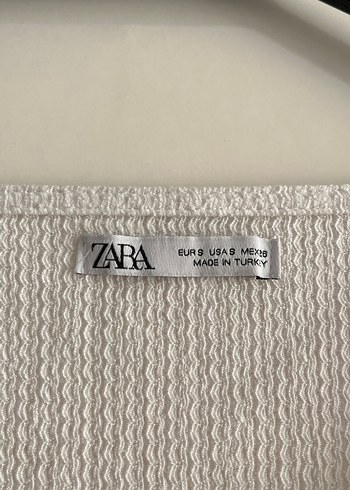 ZARA
EUR S USA S MEX 26
MADE IN TURKEY